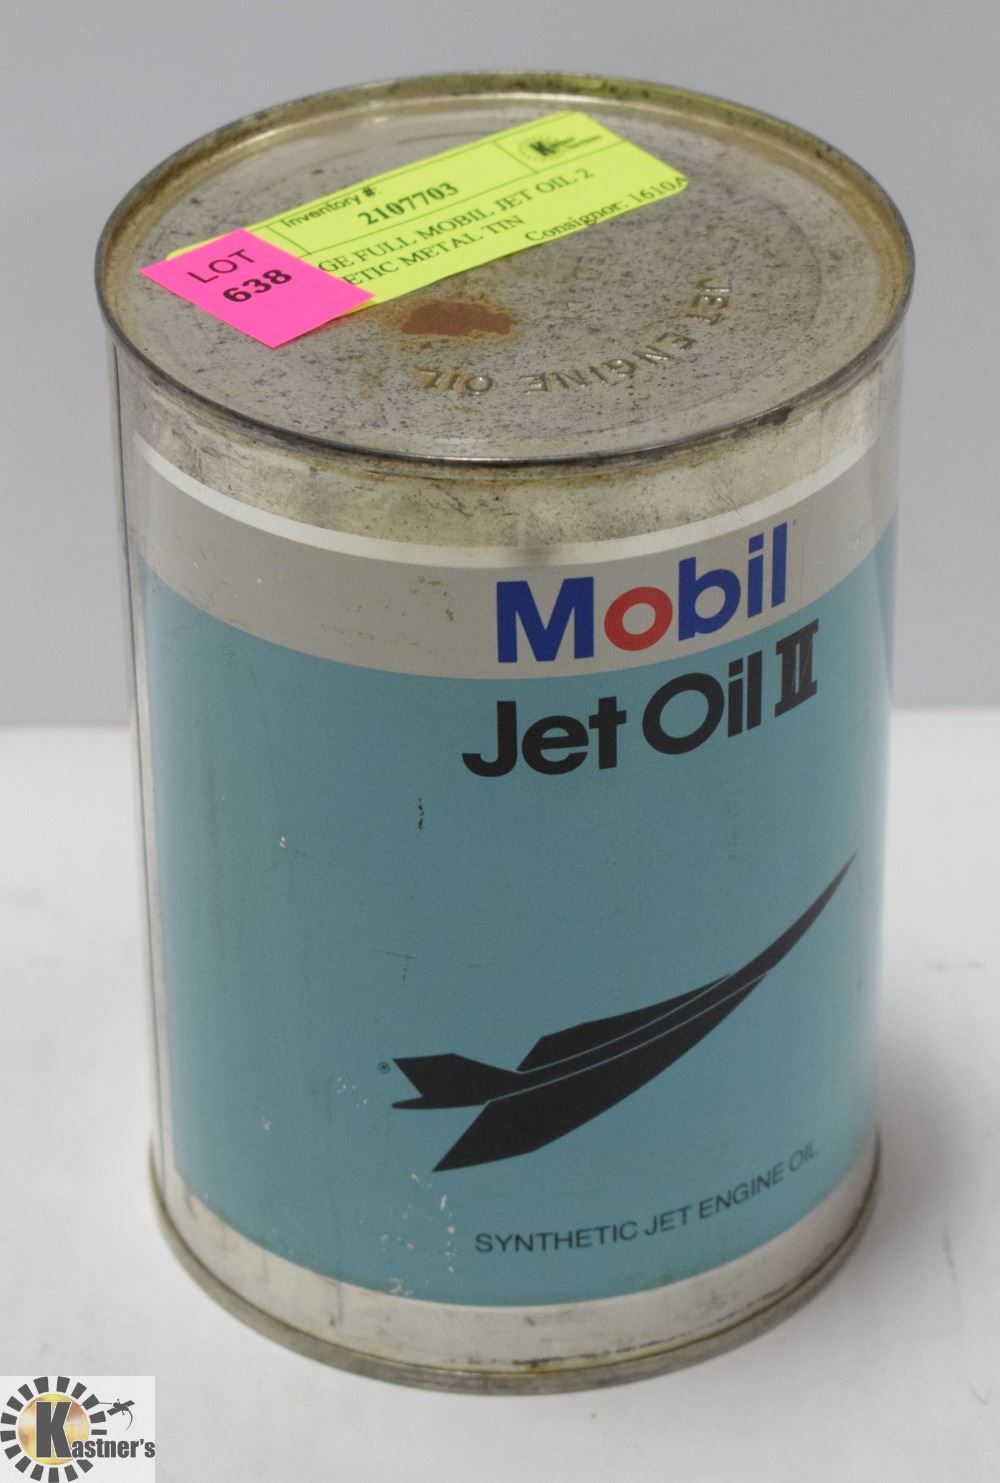 Inventory #:
2107703
GE FULL MOBIL JET OIL 2
ETIC METAL TIN
Consignor: 1610A
LOT
638
JET ENGINE OIL
Mobil
Jet Oil II
®
SYNTHETIC JET ENGINE OIL
Kastner's